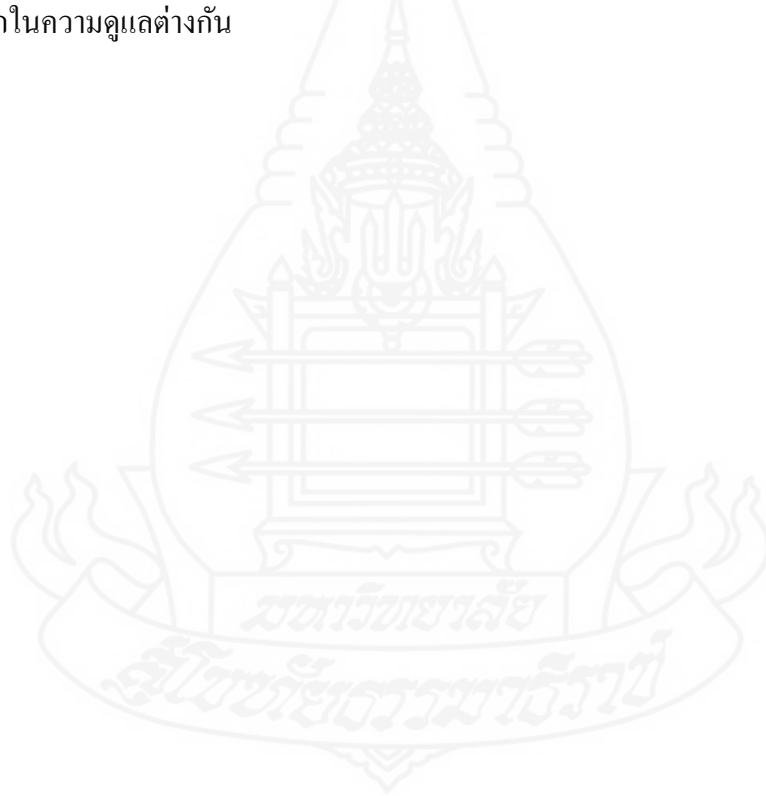 ในความดูแลต่างกัน
มหาวิทยาลัย
สุโขทัยธรรมาธิราช